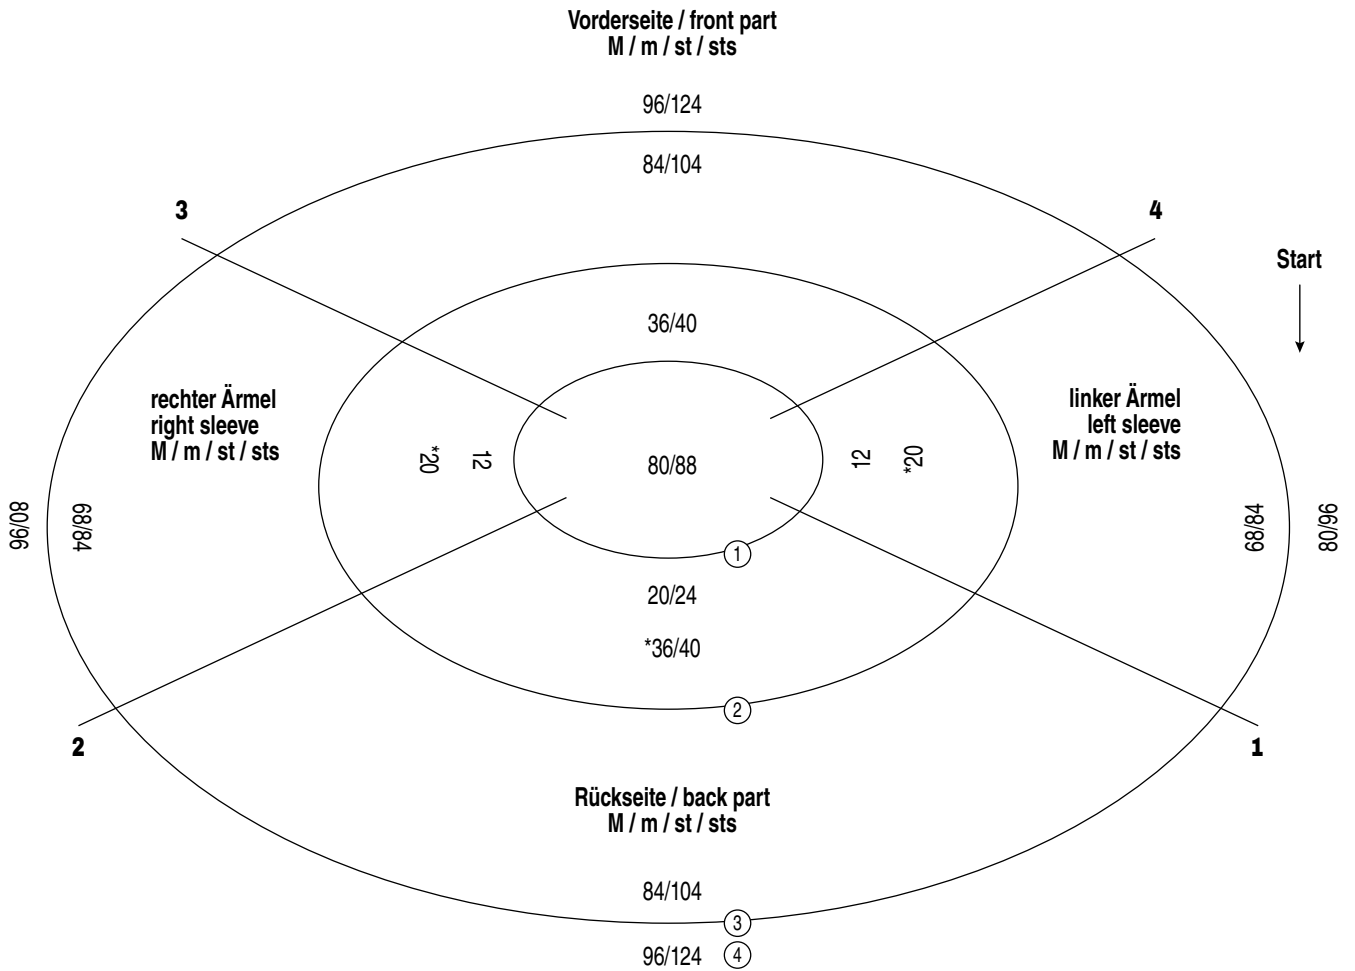 Vorderseite / front part
M / m / st / sts
96/124
84/104
3
4
Start
36/40
rechter Ärmel
right sleeve
M / m / st / sts
linker Ärmel
left sleeve
M / m / st / sts
80/96
68/84
*20
12
80/88
12
*20
68/84
80/96
1
20/24
*36/40
2
2
1
Rückseite / back part
M / m / st / sts
84/104
3
96/124
4